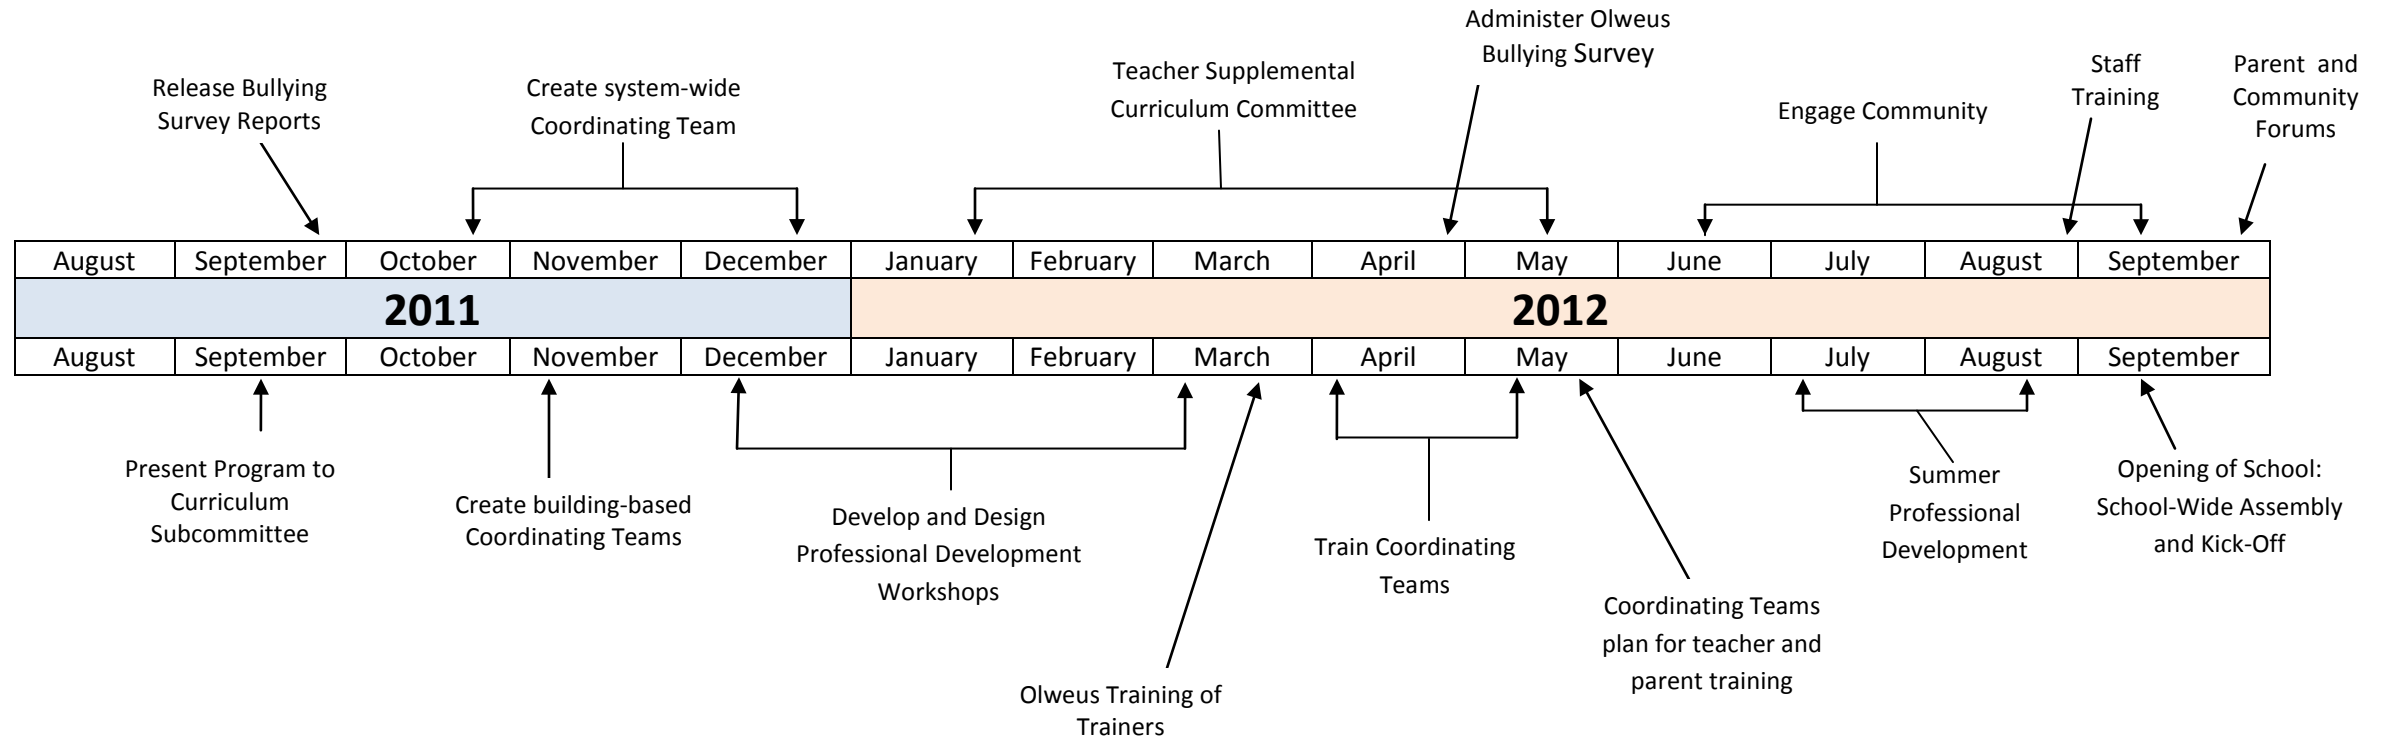 Administer Olweus
Bullying Survey
Release Bullying
Survey Reports
Create system-wide
Coordinating Team
Teacher Supplemental
Curriculum Committee
Engage Community
Staff
Training
Parent and
Community
Forums
August September October November December January February March April May June July August September
2011 2012
August September October November December January February March April May June July August September
Present Program to
Curriculum
Subcommittee
Create building-based
Coordinating Teams
Develop and Design
Professional Development
Workshops
Olweus Training of
Trainers
Train Coordinating
Teams
Coordinating Teams
plan for teacher and
parent training
Summer
Professional
Development
Opening of School:
School-Wide Assembly
and Kick-Off